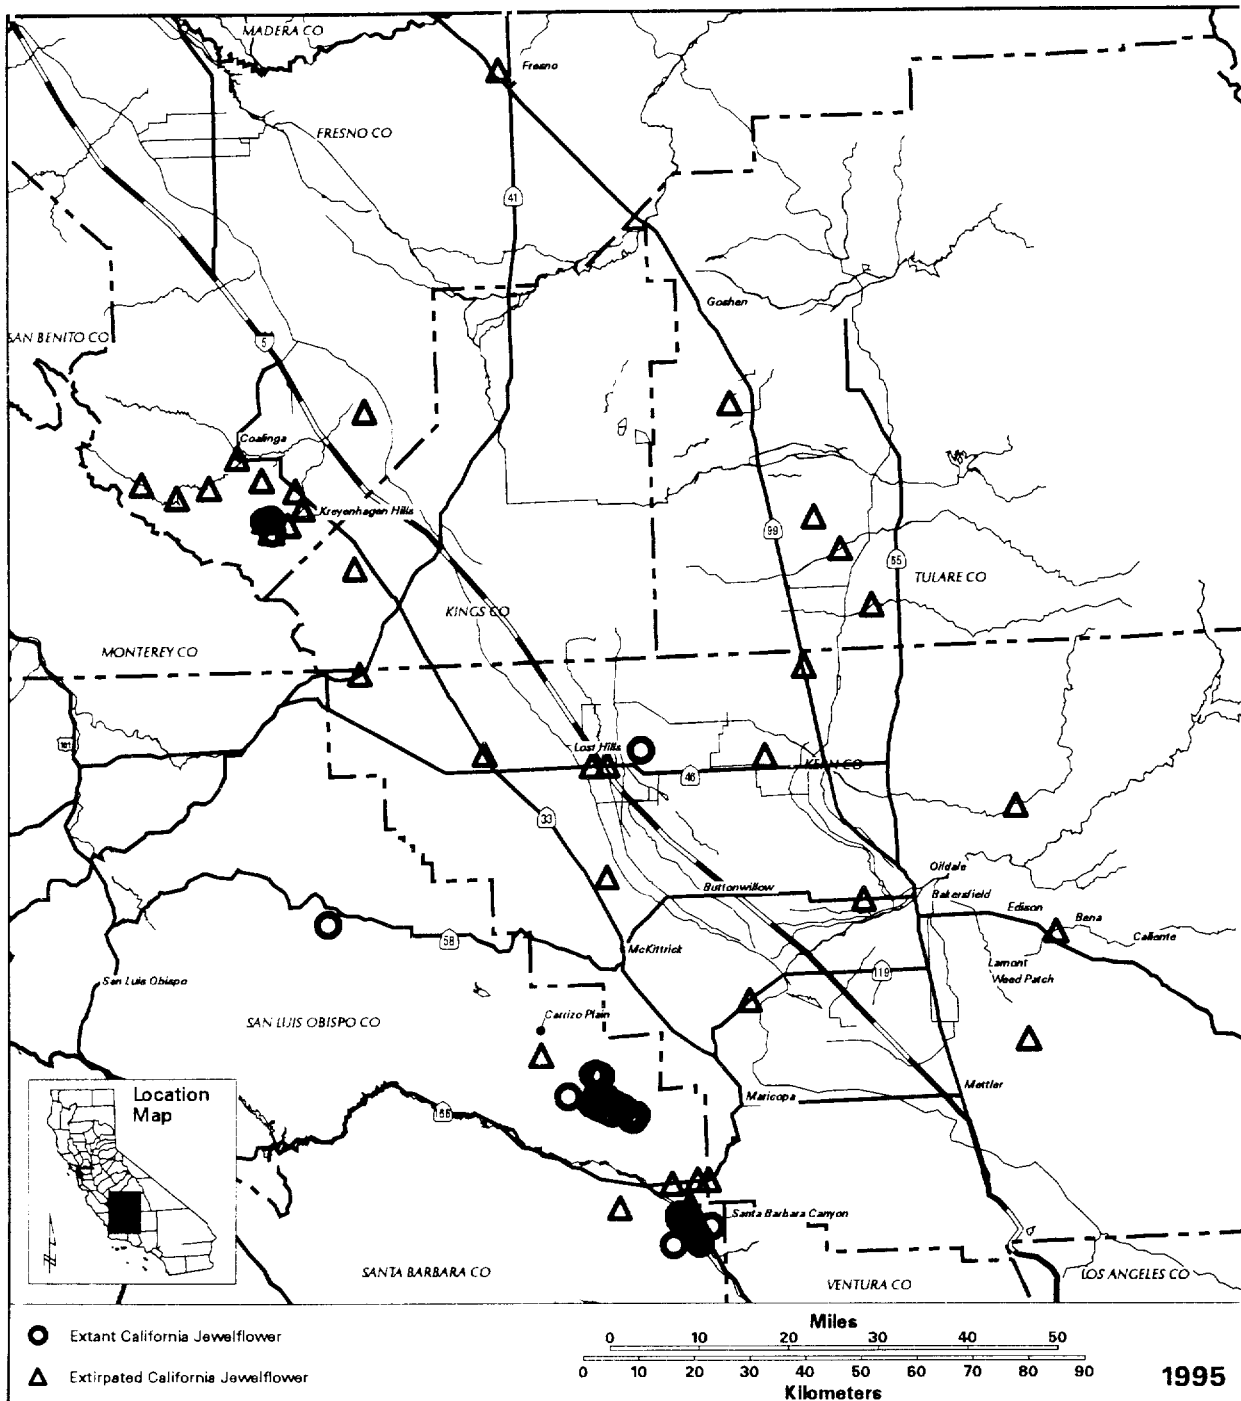 MADERA CO
Fresno
FRESNO CO
41
Goshen
SAN BENITO CO
5
Coalinga
Kreyenhagen Hills
99
65
TULARE CO
KINGS CO
MONTEREY CO
101
Lost Hills
46
KERN CO
33
Oildale
Buttonwillow
Bakersfield
Edison
Bena
Caliente
58
McKittrick
Lamont
Weed Patch
119
San Luis Obispo
Carrizo Plain
SAN LUIS OBISPO CO
Mettler
Maricopa
166
Location
Map
N
Santa Barbara Canyon
SANTA BARBARA CO
VENTURA CO
LOS ANGELES CO
Extant California Jewelflower
Extirpated California Jewelflower
Miles
0 10 20 30 40 50
0 10 20 30 40 50 60 70 80 90
Kilometers
1995